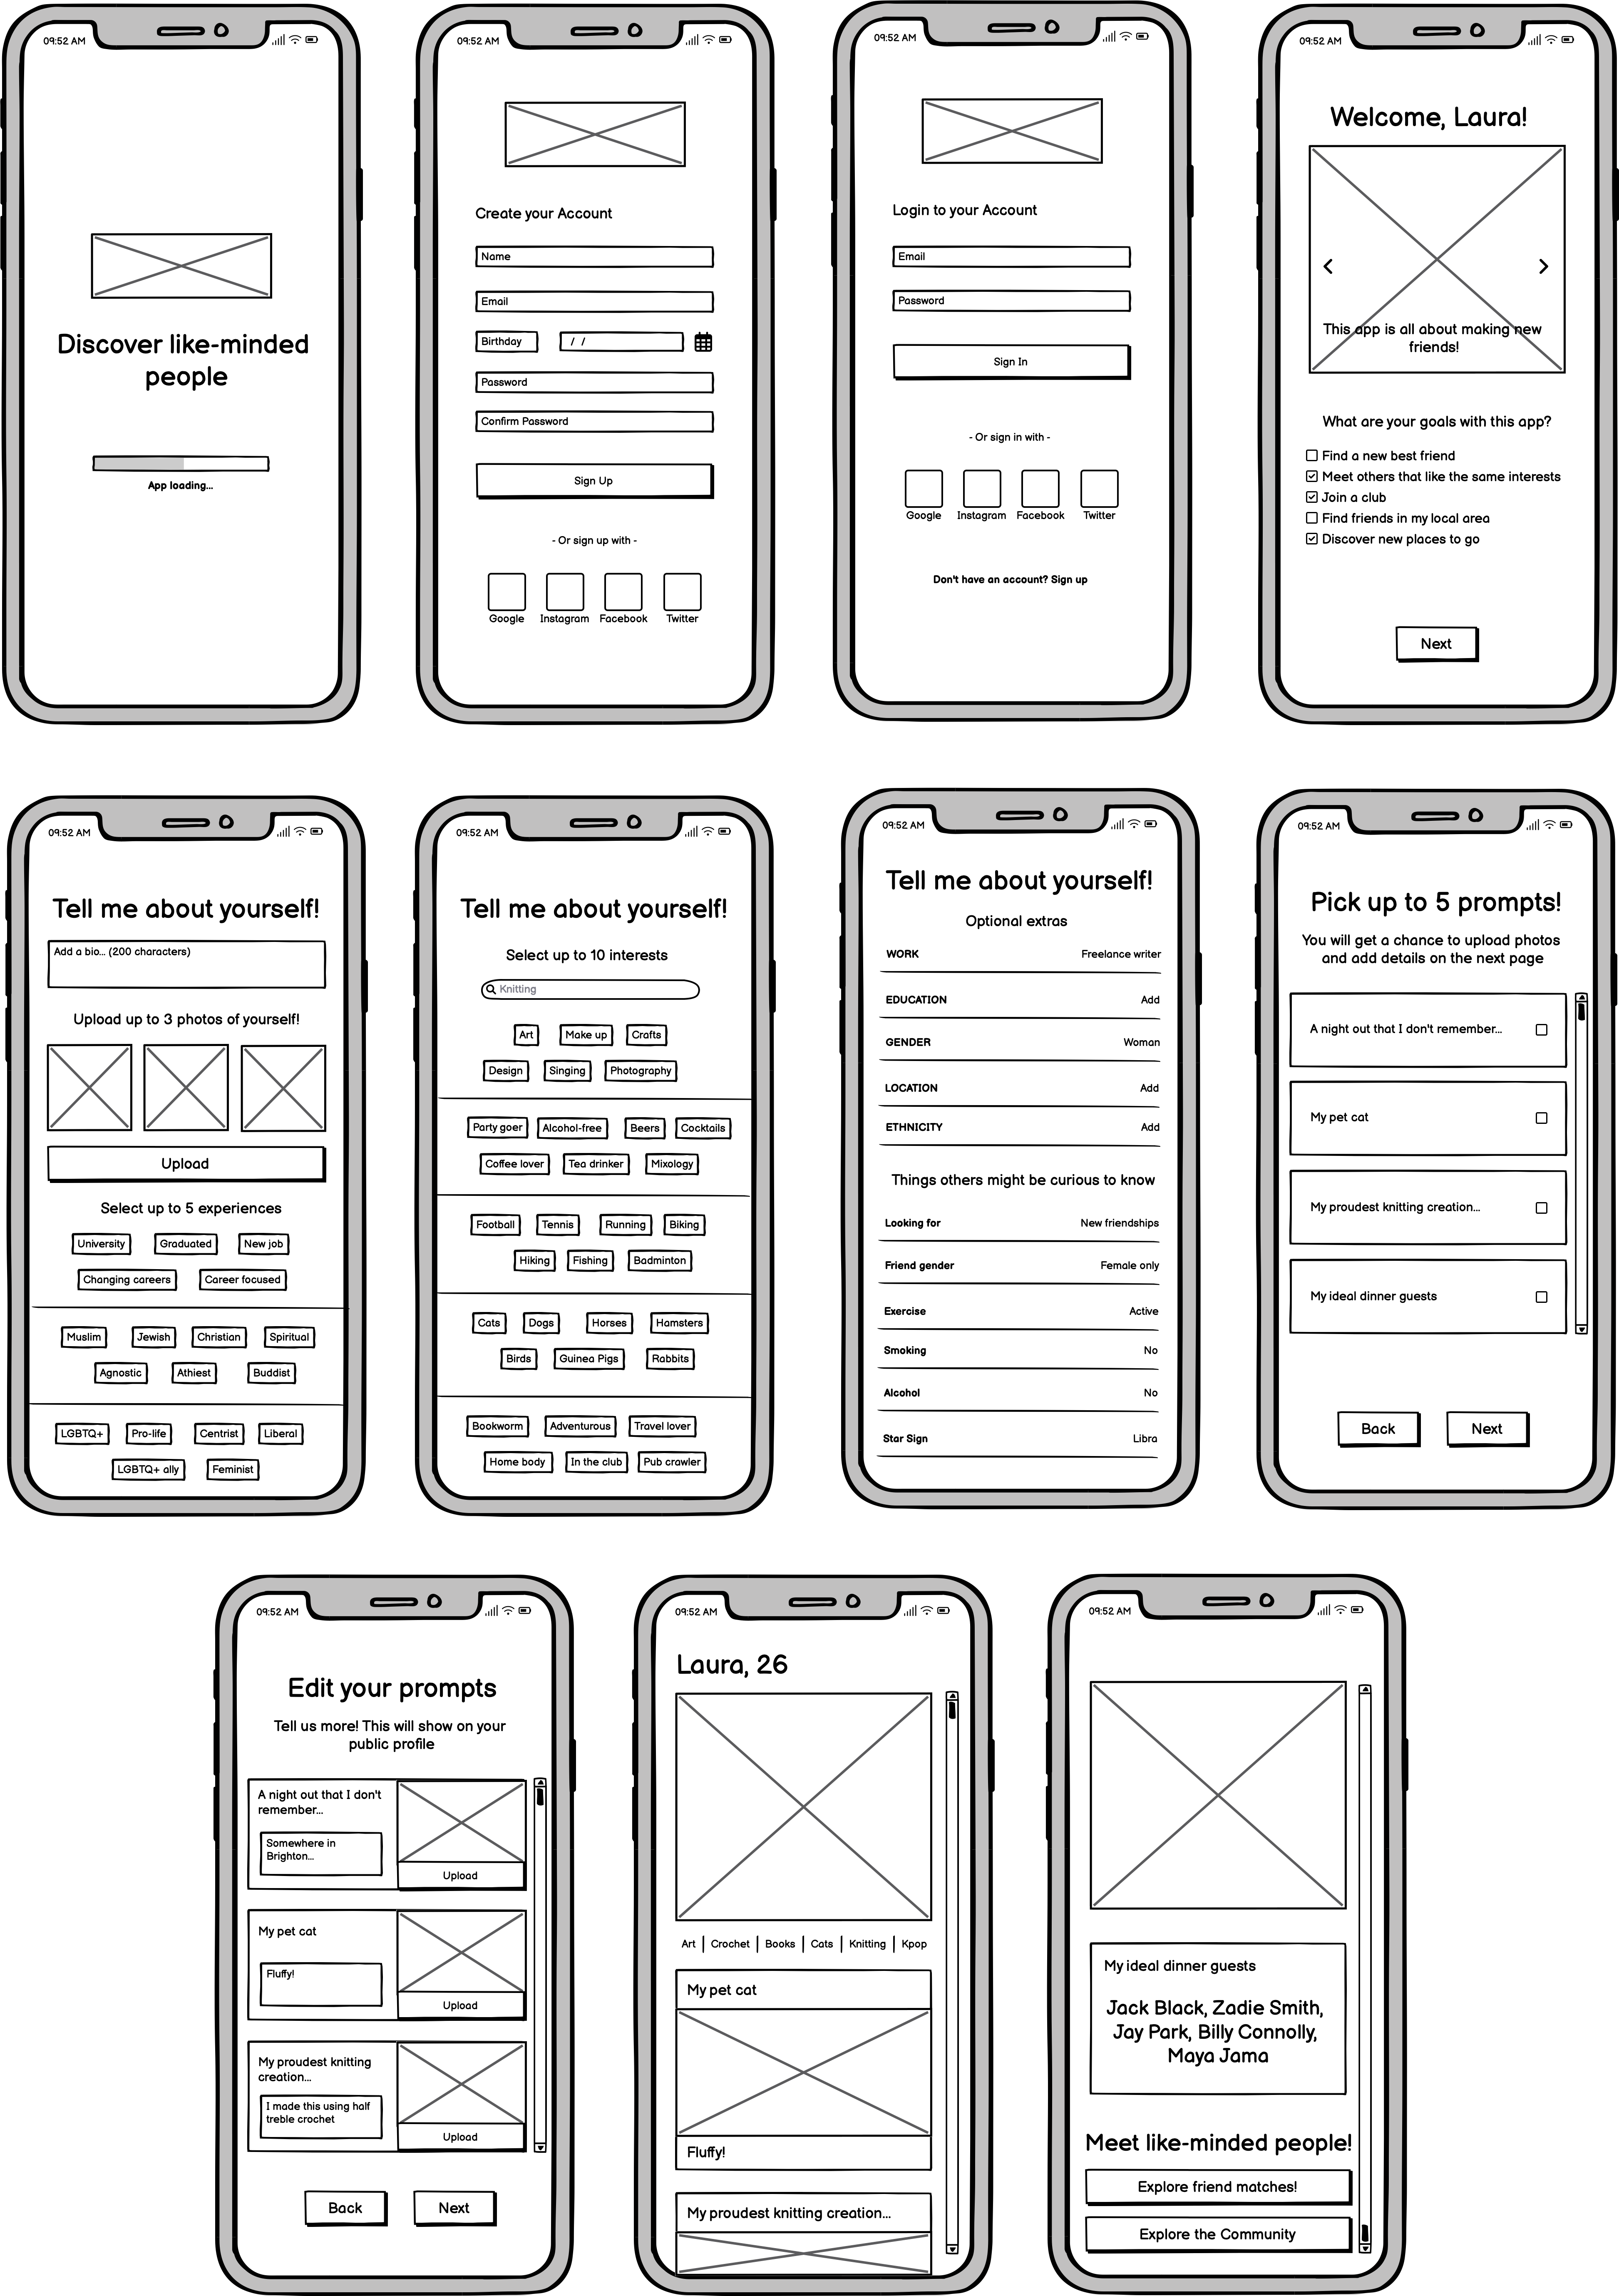 09:52 AM
Discover like-minded
people
App loading...
09:52 AM
Create your Account
Name
Email
Birthday / /
Password
Confirm Password
Sign Up
- Or sign up with -
Google Instagram Facebook Twitter
09:52 AM
Login to your Account
Email
Password
Sign In
- Or sign in with -
Google Instagram Facebook Twitter
Don't have an account? Sign up
09:52 AM
Welcome, Laura!
This app is all about making new
friends!
What are your goals with this app?
Find a new best friend
Meet others that like the same interests
Join a club
Find friends in my local area
Discover new places to go
Next
09:52 AM
Tell me about yourself!
Add a bio... (200 characters)
Upload up to 3 photos of yourself!
Upload
Select up to 5 experiences
University Graduated New job
Changing careers Career focused
Muslim Jewish Christian Spiritual
Agnostic Athiest Buddist
LGBTQ+ Pro-life Centrist Liberal
LGBTQ+ ally Feminist
09:52 AM
Tell me about yourself!
Select up to 10 interests
Knitting
Art Make up Crafts
Design Singing Photography
Party goer Alcohol-free Beers Cocktails
Coffee lover Tea drinker Mixology
Football Tennis Running Biking
Hiking Fishing Badminton
Cats Dogs Horses Hamsters
Birds Guinea Pigs Rabbits
Bookworm Adventurous Travel lover
Home body In the club Pub crawler
09:52 AM
Tell me about yourself!
Optional extras
WORK Freelance writer
EDUCATION Add
GENDER Woman
LOCATION Add
ETHNICITY Add
Things others might be curious to know
Looking for New friendships
Friend gender Female only
Exercise Active
Smoking No
Alcohol No
Star Sign Libra
09:52 AM
Pick up to 5 prompts!
You will get a chance to upload photos
and add details on the next page
A night out that I don't remember...
My pet cat
My proudest knitting creation...
My ideal dinner guests
Back Next
09:52 AM
Edit your prompts
Tell us more! This will show on your
public profile
A night out that I don't
remember...
Somewhere in
Brighton...
Upload
My pet cat
Fluffy!
Upload
My proudest knitting
creation...
I made this using half
treble crochet
Upload
Back Next
09:52 AM
Laura, 26
Art | Crochet | Books | Cats | Knitting | Kpop
My pet cat
Fluffy!
My proudest knitting creation...
09:52 AM
My ideal dinner guests
Jack Black, Zadie Smith,
Jay Park, Billy Connolly,
Maya Jama
Meet like-minded people!
Explore friend matches!
Explore the Community